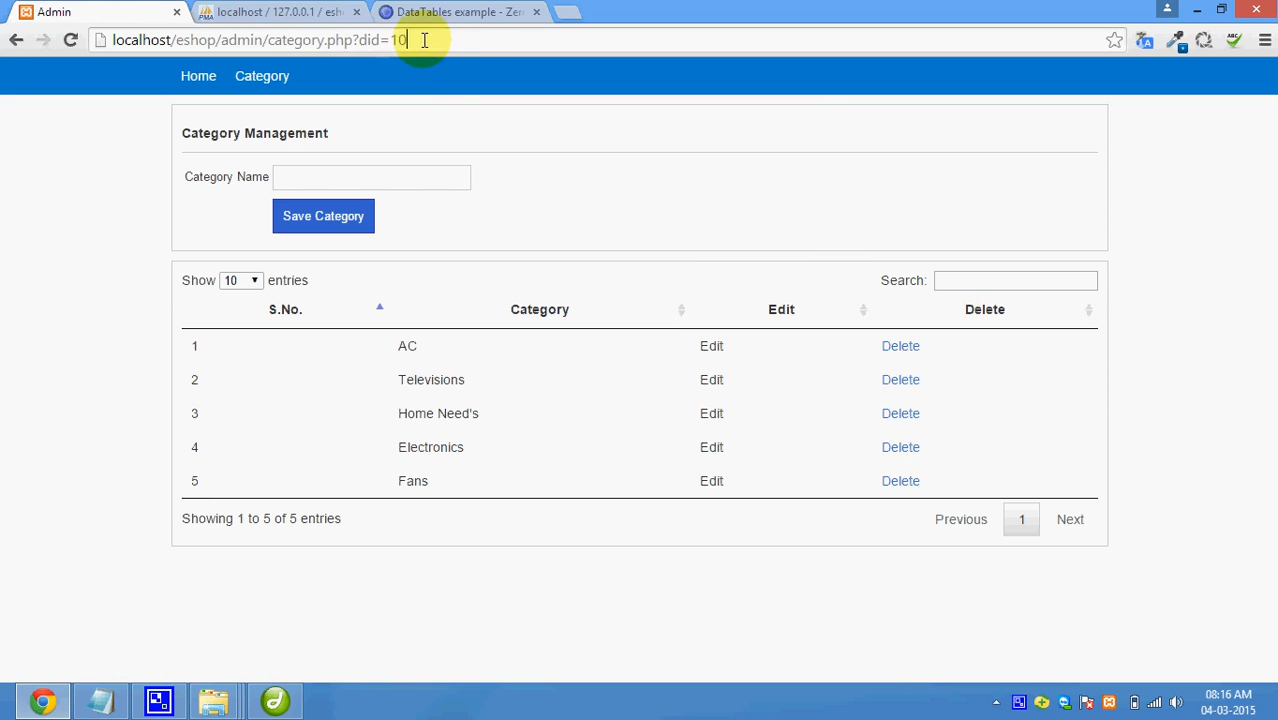 Admin
localhost / 127.0.0.1 / esh
DataTables example - Zer
localhost/eshop/admin/category.php?did=10
Home Category
Category Management
Category Name
Save Category
Show 10 entries
Search:
S.No. Category Edit Delete
1 AC Edit Delete
2 Televisions Edit Delete
3 Home Need's Edit Delete
4 Electronics Edit Delete
5 Fans Edit Delete
Showing 1 to 5 of 5 entries
Previous 1 Next
08:16 AM
04-03-2015